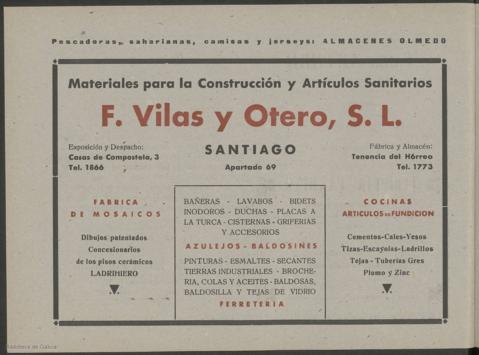 Pescadoras, saharianas, camisas y jerseys: ALMACENES OLMEDO
Materiales para la Construcción y Artículos Sanitarios
F. Vilas y Otero, S. L.
Exposición y Despacho:
Casas de Compostela, 3
Tel. 1866
SANTIAGO
Apartado 69
Fábrica y Almacén:
Tenencia del Hórreo
Tel. 1773
FABRICA
DE MOSAICOS
Dibujos patentados
Concesionarios
de los pisos cerámicos
LADRIHIERO
BAÑERAS - LAVABOS - BIDETS
INODOROS - DUCHAS - PLACAS A
LA TURCA - CISTERNAS - GRIFERIAS
Y ACCESORIOS
AZULEJOS - BALDOSINES
PINTURAS - ESMALTES - SECANTES
TIERRAS INDUSTRIALES - BROCHE-
RIA, COLAS Y ACEITES - BALDOSAS,
BALDOSILLA Y TEJAS DE VIDRIO
FERRETERIA
COCINAS
ARTICULOS DE FUNDICION
Cementos-Cales-Yesos
Tizas-Escayolas-Ladrillos
Tejas - Tuberías Gres
Plomo y Zinc
Biblioteca de Galicia